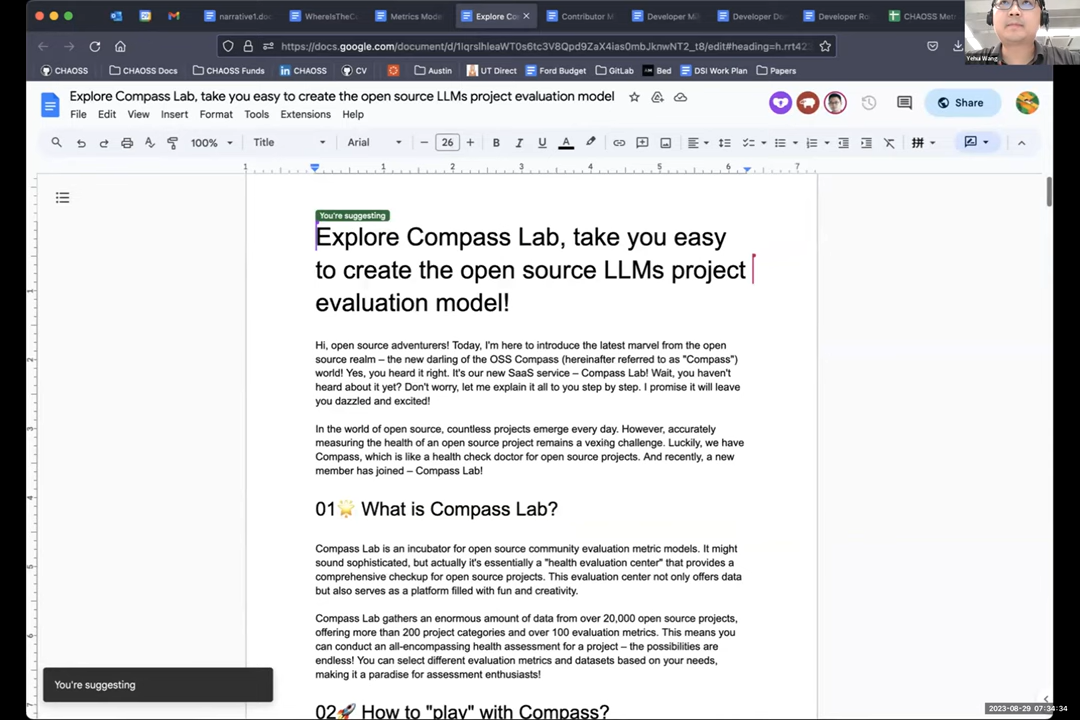 narrative1.doc
WhereIsTheCu
Metrics Mode
Explore Co
Contributor M
Developer Mi
Developer Do
Developer Ro
CHAOSS Met
CHAOSS
CHAOSS Docs
CHAOSS Funds
CHAOSS
CV
Austin
UT Direct
Ford Budget
GitLab
Bed
DSI Work Plan
Papers
Yehui Wang
Explore Compass Lab, take you easy to create the open source LLMs project evaluation model
File Edit View Insert Format Tools Extensions Help
Share
100% Title Arial 26
1 1 2 3 4 5 6 7
You're suggesting
Explore Compass Lab, take you easy
to create the open source LLMs project
evaluation model!
Hi, open source adventurers! Today, I'm here to introduce the latest marvel from the open
source realm – the new darling of the OSS Compass (hereinafter referred to as "Compass")
world! Yes, you heard it right. It's our new SaaS service – Compass Lab! Wait, you haven't
heard about it yet? Don't worry, let me explain it all to you step by step. I promise it will leave
you dazzled and excited!
In the world of open source, countless projects emerge every day. However, accurately
measuring the health of an open source project remains a vexing challenge. Luckily, we have
Compass, which is like a health check doctor for open source projects. And recently, a new
member has joined – Compass Lab!
01🌟 What is Compass Lab?
Compass Lab is an incubator for open source community evaluation metric models. It might
sound sophisticated, but actually it's essentially a "health evaluation center" that provides a
comprehensive checkup for open source projects. This evaluation center not only offers data
but also serves as a platform filled with fun and creativity.
Compass Lab gathers an enormous amount of data from over 20,000 open source projects,
offering more than 200 project categories and over 100 evaluation metrics. This means you
can conduct an all-encompassing health assessment for a project – the possibilities are
endless! You can select different evaluation metrics and datasets based on your needs,
making it a paradise for assessment enthusiasts!
02🚀 How to "play" with Compass?
You're suggesting
2023-08-29 07:34:34